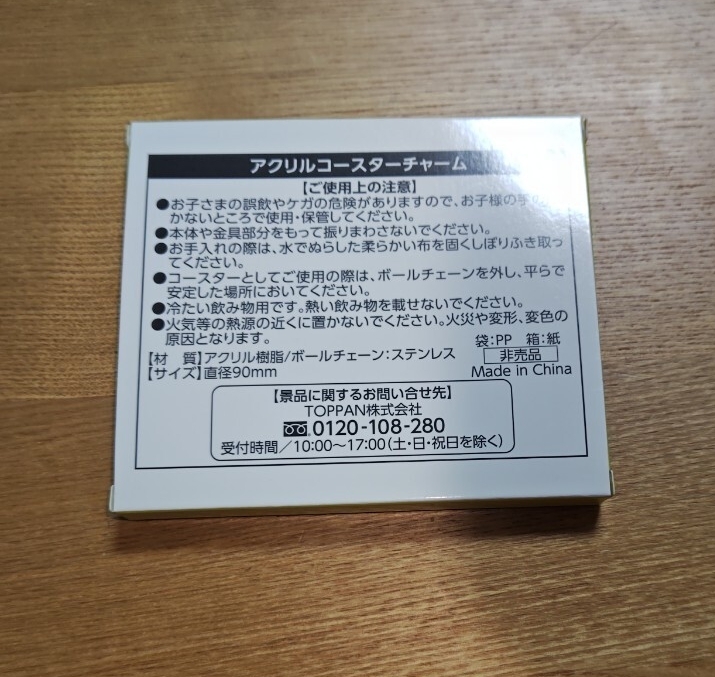 アクリルコースターチャーム
【ご使用上の注意】
●お子さまの誤飲やケガの危険がありますので、お子様の手の
かないところで使用・保管してください。
●本体や金具部分をもって振りまわさないでください。
●お手入れの際は、水でぬらした柔らかい布を固くしぼりふき取っ
てください。
●コースターとしてご使用の際は、ボールチェーンを外し、平らで
安定した場所においてください。
●冷たい飲み物用です。熱い飲み物を載せないでください。
●火気等の熱源の近くに置かないでください。火災や変形、変色の
原因となります。
袋:PP 箱:紙
【材 質】アクリル樹脂/ボールチェーン:ステンレス
非売品
【サイズ】直径90mm
Made in China
【景品に関するお問い合せ先】
TOPPAN株式会社
0120-108-280
受付時間/10:00〜17:00(土・日・祝日を除く)